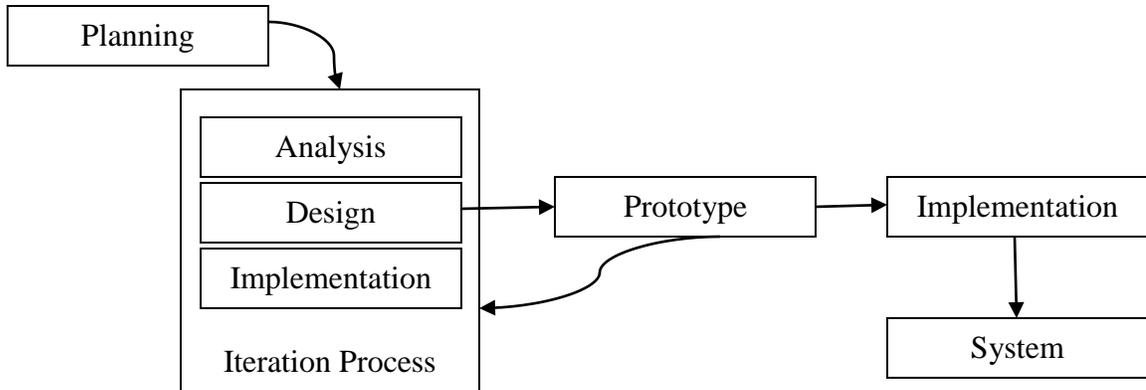 Planning
Analysis
Design
Implementation
Iteration Process
Prototype
Implementation
System